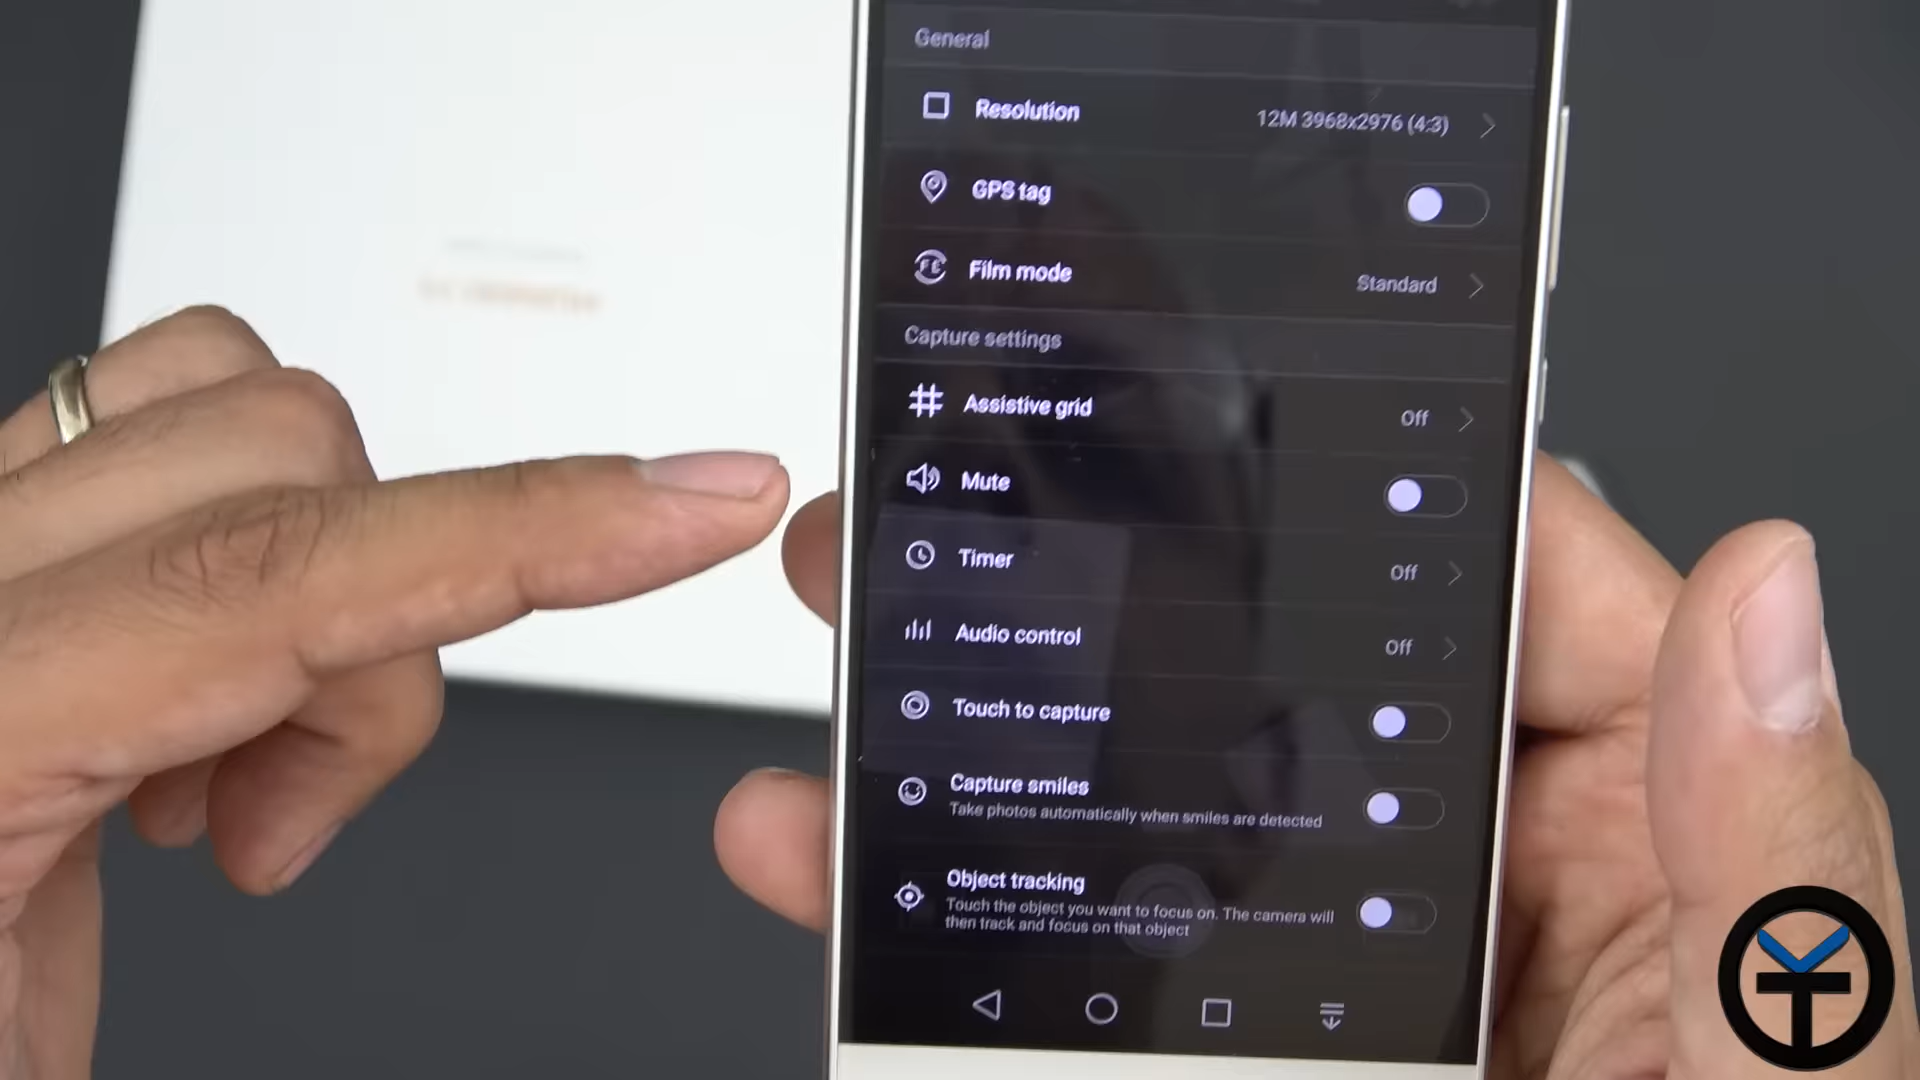 General
Resolution 12M 3968x2976 (4:3)
GPS tag
Film mode Standard
Capture settings
Assistive grid Off
Mute
Timer Off
Audio control Off
Touch to capture
Capture smiles
Take photos automatically when smiles are detected
Object tracking
Touch the object you want to focus on. The camera will
then track and focus on that object